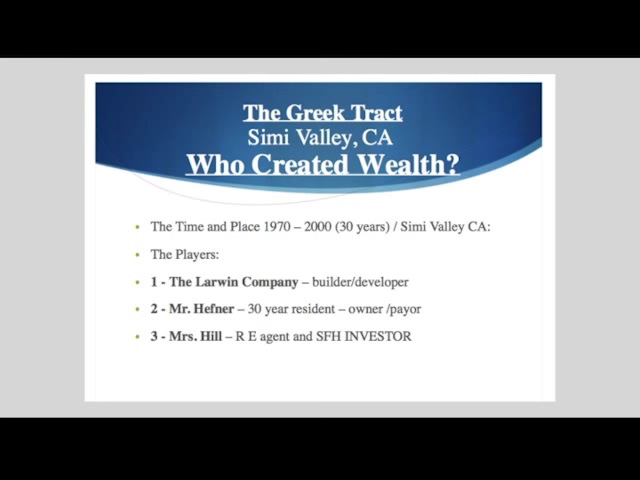 The Greek Tract
Simi Valley, CA
Who Created Wealth?
• The Time and Place 1970 – 2000 (30 years) / Simi Valley CA:
• The Players:
• 1 - The Larwin Company – builder/developer
• 2 - Mr. Hefner – 30 year resident – owner /payor
• 3 - Mrs. Hill – R E agent and SFH INVESTOR